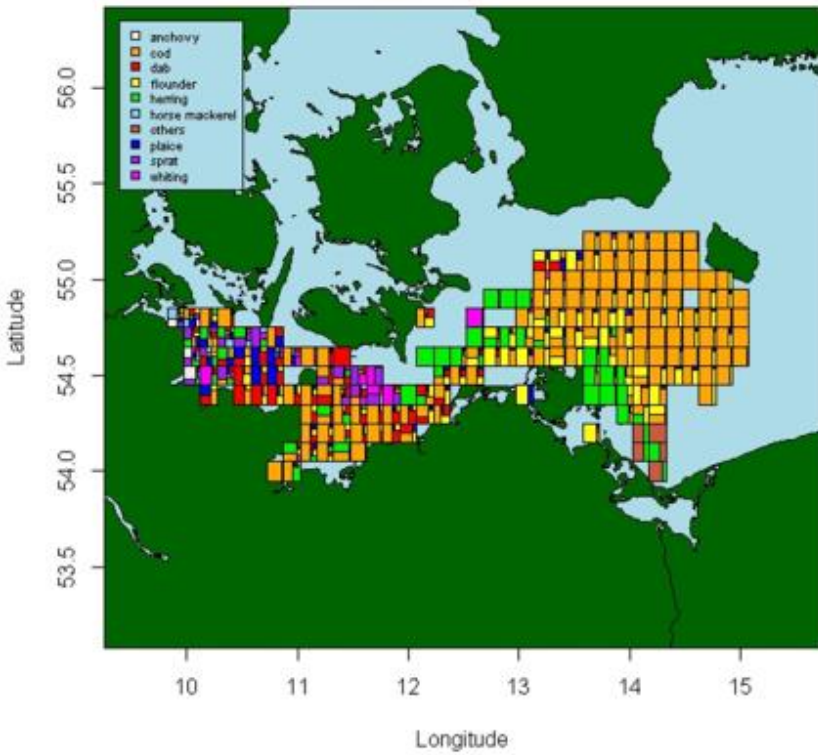 anchovy
cod
dab
flounder
herring
horse mackerel
others
plaice
sprat
whiting
56.0
55.5
55.0
54.5
54.0
53.5
Latitude
10 11 12 13 14 15
Longitude